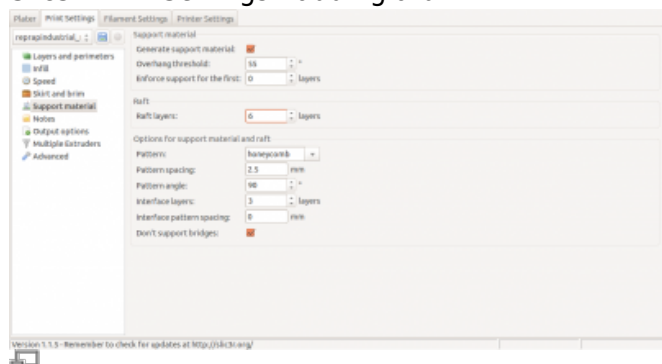 Plater Print Settings Filament Settings Printer Settings
reprapindustrial_
Layers and perimeters
Infill
Speed
Skirt and brim
Support material
Notes
Output options
Multiple Extruders
Advanced
Support material
Generate support material:
Overhang threshold: 55 °
Enforce support for the first: 0 layers
Raft
Raft layers: 6 layers
Options for support material and raft
Pattern: honeycomb
Pattern spacing: 2.5 mm
Pattern angle: 90 °
Interface layers: 3 layers
Interface pattern spacing: 0 mm
Don't support bridges:
Version 1.1.5 - Remember to check for updates at http://slic3r.org/